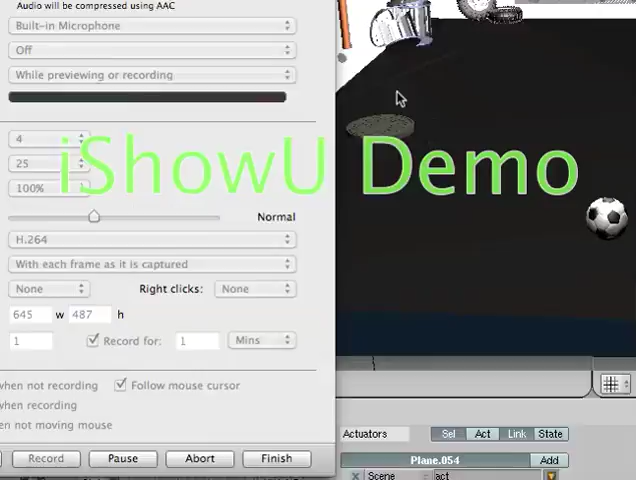 Audio will be compressed using AAC
Built-in Microphone
Off
While previewing or recording
4
25
100%
iShowU Demo
Normal
H.264
With each frame as it is captured
None
Right clicks:
None
645 w 487 h
1
Record for:
1
Mins
when not recording
Follow mouse cursor
when recording
en not moving mouse
Record
Pause
Abort
Finish
Actuators
Sel
Act
Link
State
Plane.054
Add
X
Scene
act